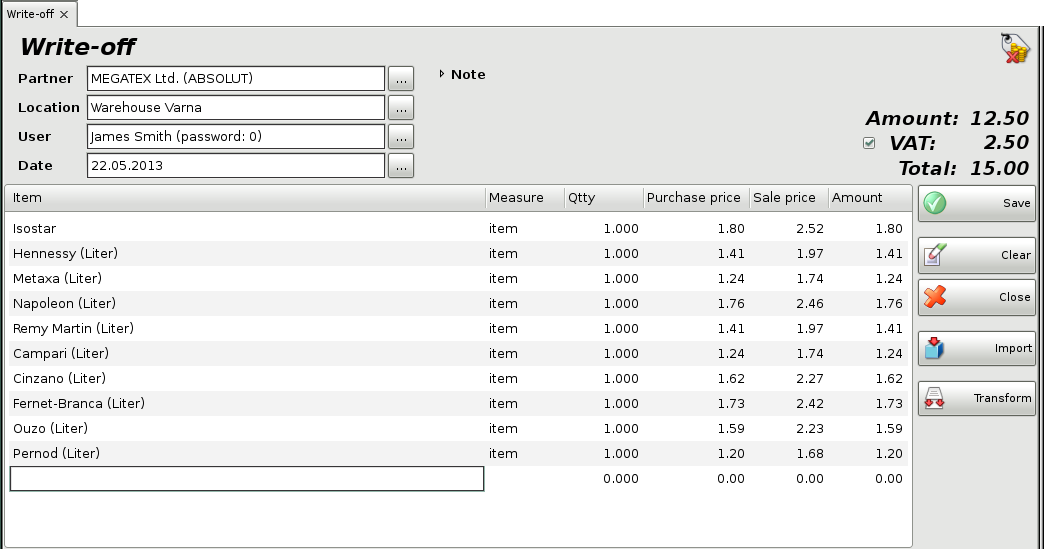 Write-off ×
Write-off
Partner MEGATEX Ltd. (ABSOLUT) ... Note
Location Warehouse Varna ...
Amount: 12.50
User James Smith (password: 0) ...
VAT: 2.50
Date 22.05.2013 ...
Total: 15.00
Item Measure Qtty Purchase price Sale price Amount
Save
Isostar item 1.000 1.80 2.52 1.80
Hennessy (Liter) item 1.000 1.41 1.97 1.41
Clear
Metaxa (Liter) item 1.000 1.24 1.74 1.24
Napoleon (Liter) item 1.000 1.76 2.46 1.76
Close
Remy Martin (Liter) item 1.000 1.41 1.97 1.41
Campari (Liter) item 1.000 1.24 1.74 1.24
Import
Cinzano (Liter) item 1.000 1.62 2.27 1.62
Fernet-Branca (Liter) item 1.000 1.73 2.42 1.73
Transform
Ouzo (Liter) item 1.000 1.59 2.23 1.59
Pernod (Liter) item 1.000 1.20 1.68 1.20
0.000 0.00 0.00 0.00